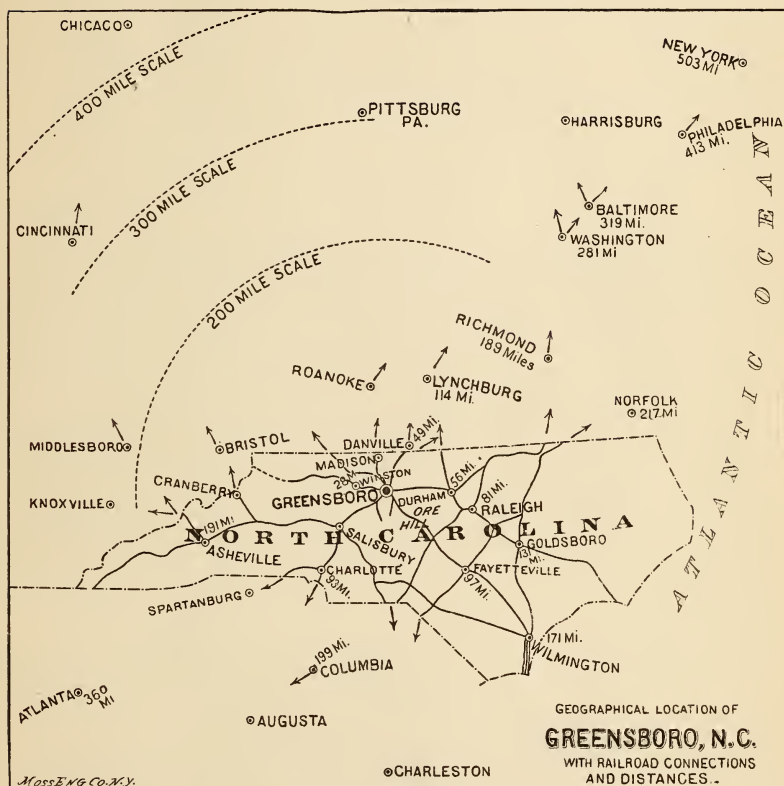 CHICAGO
400 MILE SCALE
NEW YORK
503 Mi
PITTSBURG
PA.
HARRISBURG
PHILADELPHIA
413 Mi.
300 MILE SCALE
CINCINNATI
BALTIMORE
319 Mi.
WASHINGTON
281 Mi
ATLANTIC OCEAN
200 MILE SCALE
RICHMOND
189 Miles
ROANOKE
LYNCHBURG
114 Mi.
NORFOLK
217 Mi
MIDDLESBORO
BRISTOL
DANVILLE
49 Mi.
MADISON
28 M.
WINSTON
CRANBERRY
GREENSBORO
DURHAM
56 Mi.
KNOXVILLE
ORE
HILL
81 Mi.
RALEIGH
191 Mi
NORTH CAROLINA
ASHEVILLE
SALISBURY
GOLDSBORO
131
Mi.
CHARLOTTE
93 Mi.
FAYETTEVILLE
97 Mi.
SPARTANBURG
171 Mi.
WILMINGTON
199 Mi.
COLUMBIA
ATLANTA
360
Mi
AUGUSTA
GEOGRAPHICAL LOCATION OF
GREENSBORO, N.C.
WITH RAILROAD CONNECTIONS
AND DISTANCES.
CHARLESTON
MOSS ENG CO. N.Y.